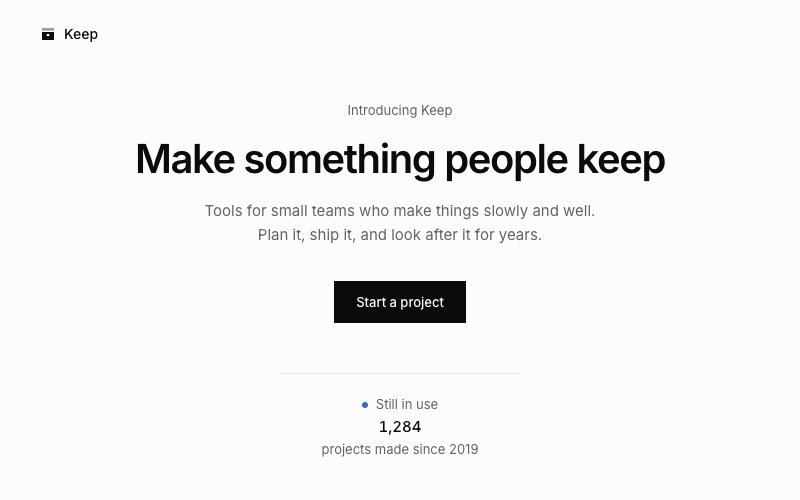 Keep
Introducing Keep
Make something people keep
Tools for small teams who make things slowly and well.
Plan it, ship it, and look after it for years.
Start a project
Still in use
1,284
projects made since 2019